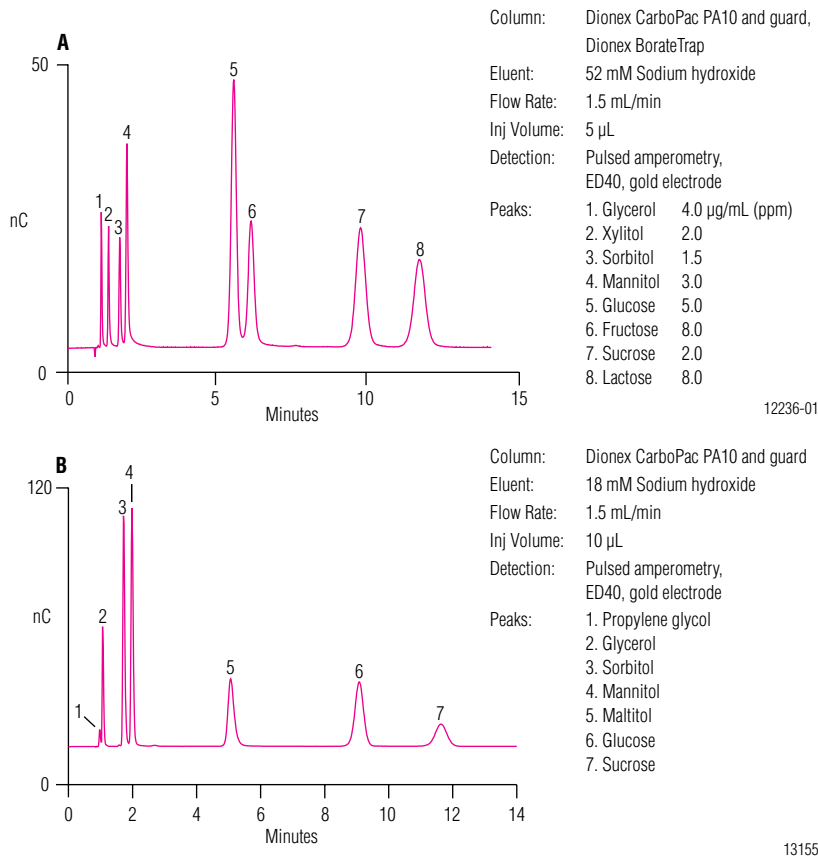 A
50
nC
0
1
2
3
4
5
6
7
8
0 5 10 15
Minutes
Column: Dionex CarboPac PA10 and guard,
Dionex BorateTrap
Eluent: 52 mM Sodium hydroxide
Flow Rate: 1.5 mL/min
Inj Volume: 5 µL
Detection: Pulsed amperometry,
ED40, gold electrode
Peaks: 1. Glycerol 4.0 µg/mL (ppm)
2. Xylitol 2.0
3. Sorbitol 1.5
4. Mannitol 3.0
5. Glucose 5.0
6. Fructose 8.0
7. Sucrose 2.0
8. Lactose 8.0
12236-01
B
120
nC
0
1
2
3
4
5
6
7
0 2 4 6 8 10 12 14
Minutes
Column: Dionex CarboPac PA10 and guard
Eluent: 18 mM Sodium hydroxide
Flow Rate: 1.5 mL/min
Inj Volume: 10 µL
Detection: Pulsed amperometry,
ED40, gold electrode
Peaks: 1. Propylene glycol
2. Glycerol
3. Sorbitol
4. Mannitol
5. Maltitol
6. Glucose
7. Sucrose
13155